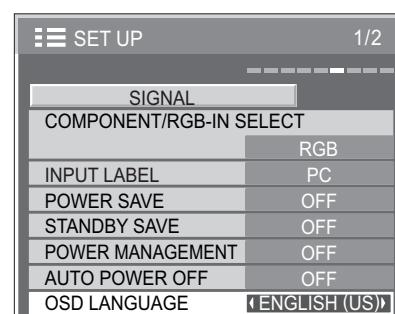 SET UP 1/2
SIGNAL
COMPONENT/RGB-IN SELECT
RGB
INPUT LABEL PC
POWER SAVE OFF
STANDBY SAVE OFF
POWER MANAGEMENT OFF
AUTO POWER OFF OFF
OSD LANGUAGE ENGLISH (US)